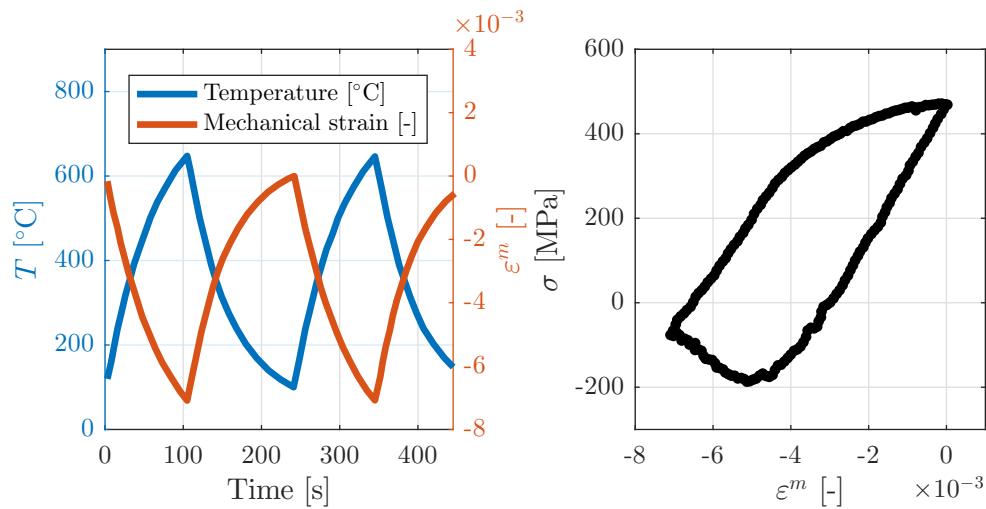 ×10⁻³
800
600
400
200
0
T [°C]
4
2
0
-2
-4
-6
-8
εᵐ [-]
Temperature [°C]
Mechanical strain [-]
0 100 200 300 400
Time [s]
600
400
200
0
-200
σ [MPa]
-8 -6 -4 -2 0
εᵐ [-] ×10⁻³